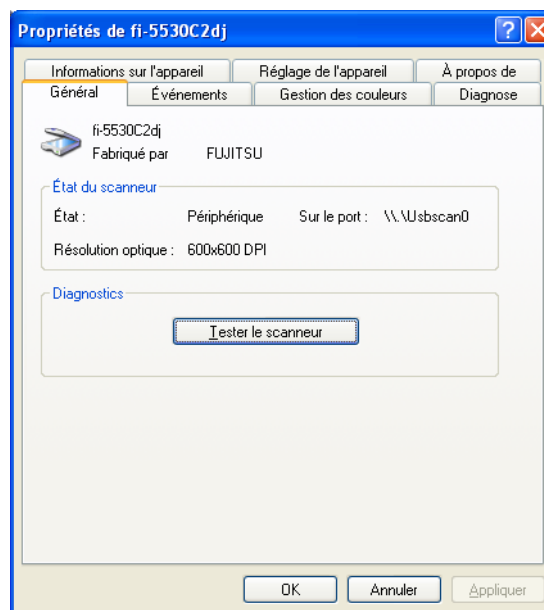 Propriétés de fi-5530C2dj
Informations sur l'appareil Réglage de l'appareil À propos de
Général Événements Gestion des couleurs Diagnose
fi-5530C2dj
Fabriqué par FUJITSU
État du scanneur
État : Périphérique Sur le port : \\.\Usbscan0
Résolution optique : 600x600 DPI
Diagnostics
Tester le scanneur
OK Annuler Appliquer